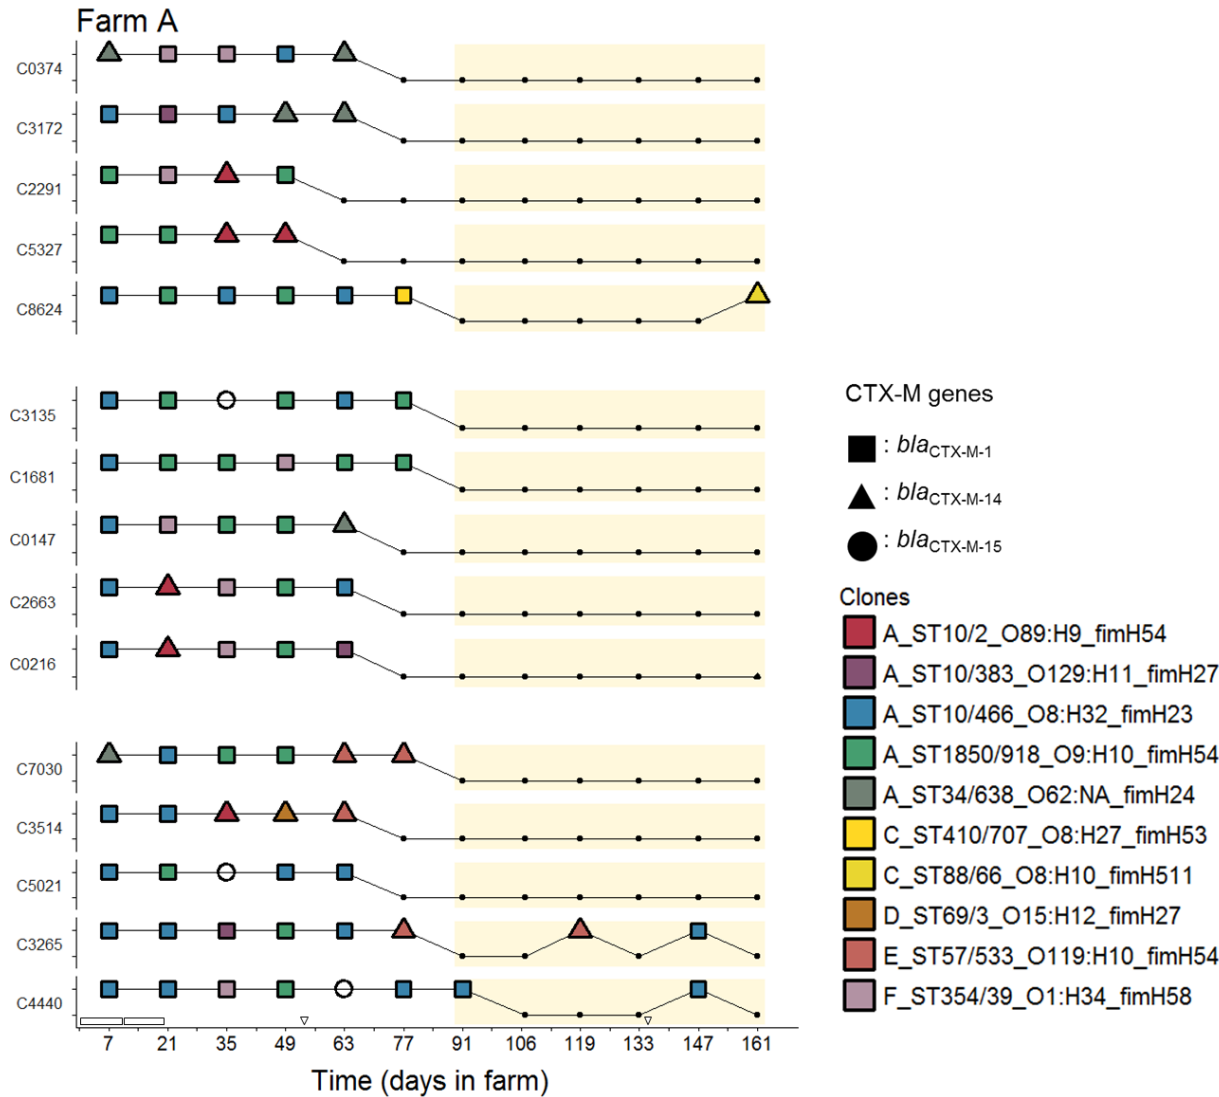 Farm A
C0374
C3172
C2291
C5327
C8624
C3135
C1681
C0147
C2663
C0216
C7030
C3514
C5021
C3265
C4440
7 21 35 49 63 77 91 106 119 133 147 161
Time (days in farm)
CTX-M genes
: blaCTX-M-1
: blaCTX-M-14
: blaCTX-M-15
Clones
A_ST10/2_O89:H9_fimH54
A_ST10/383_O129:H11_fimH27
A_ST10/466_O8:H32_fimH23
A_ST1850/918_O9:H10_fimH54
A_ST34/638_O62:NA_fimH24
C_ST410/707_O8:H27_fimH53
C_ST88/66_O8:H10_fimH511
D_ST69/3_O15:H12_fimH27
E_ST57/533_O119:H10_fimH54
F_ST354/39_O1:H34_fimH58